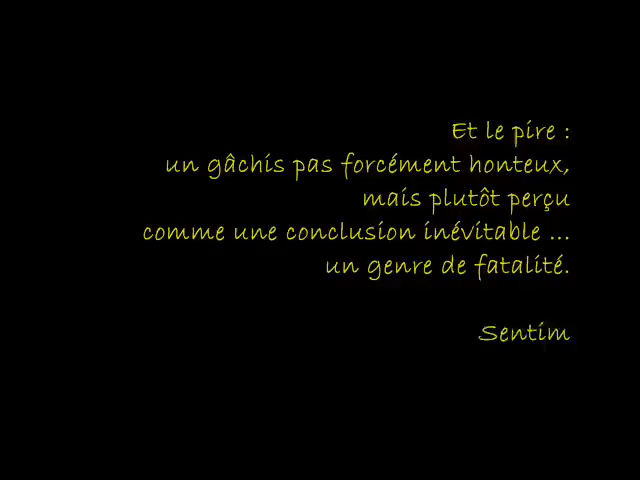 Et le pire :
un gâchis pas forcément honteux,
mais plutôt perçu
comme une conclusion inévitable ...
un genre de fatalité.
Sentim